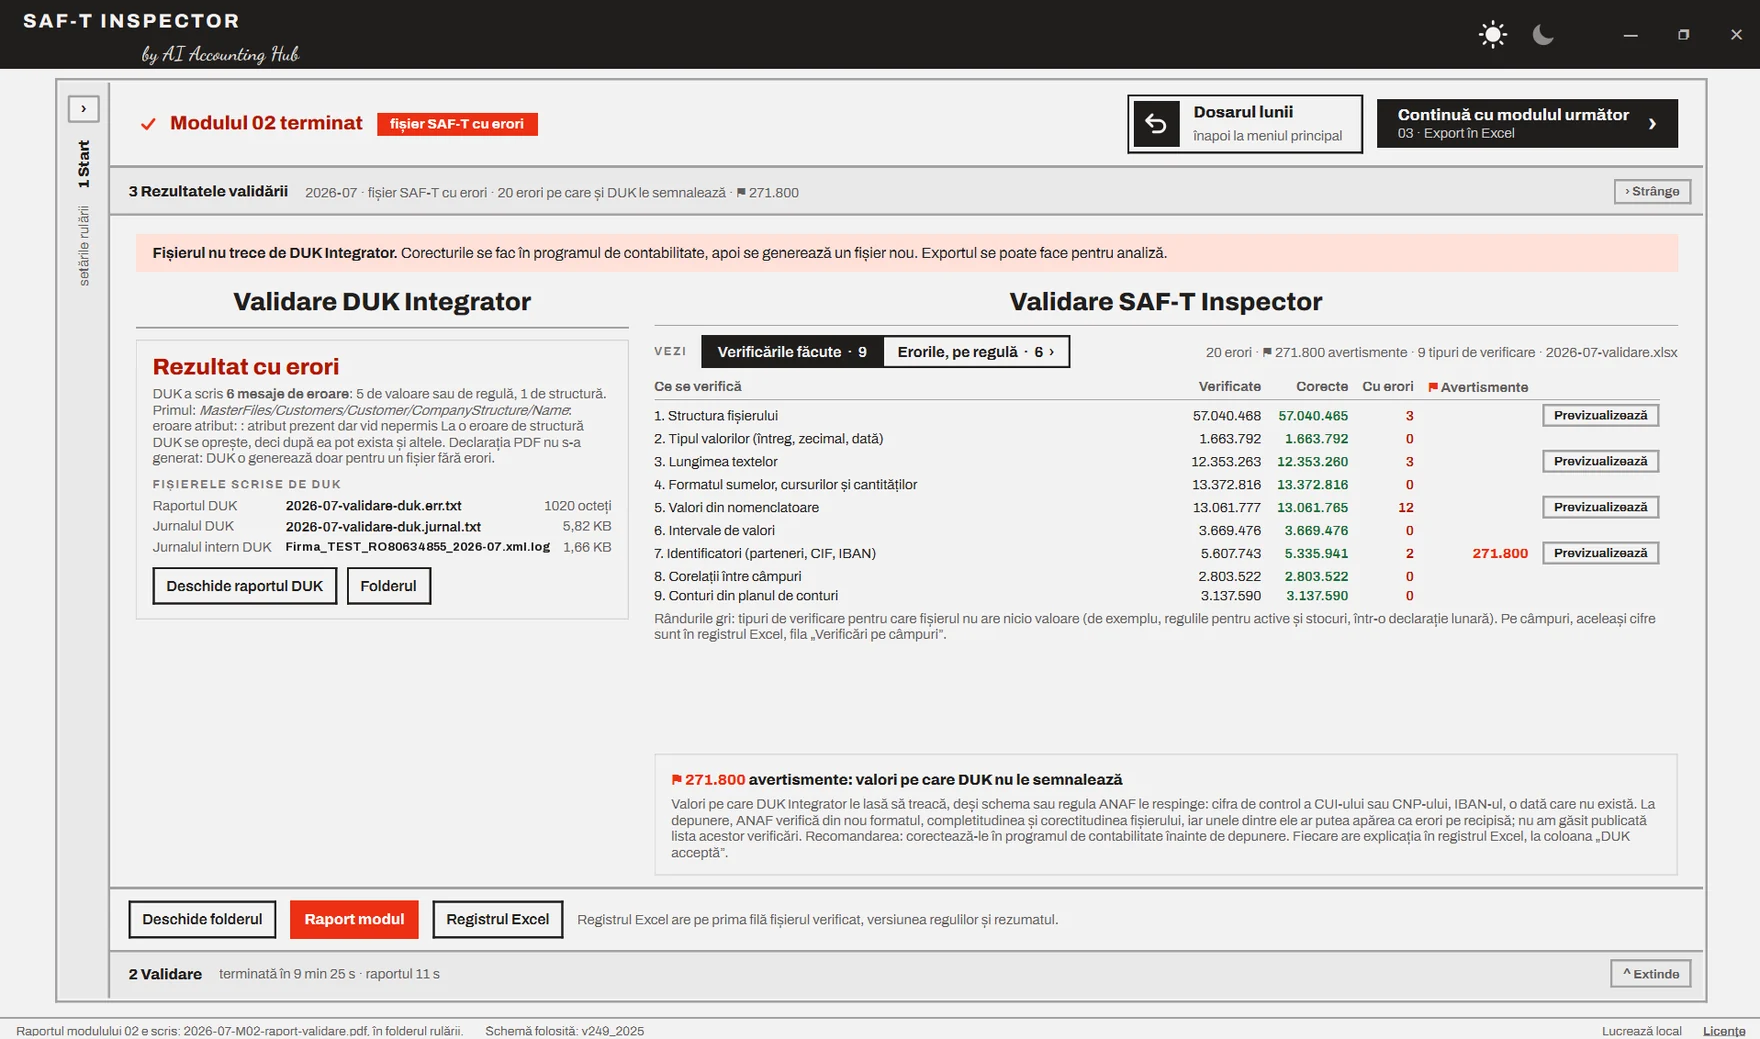 SAF-T INSPECTOR
by AI Accounting Hub
›
1 Start
setările rulării
Modulul 02 terminat
fișier SAF-T cu erori
Dosarul lunii
înapoi la meniul principal
Continuă cu modulul următor
03 · Export în Excel
›
3 Rezultatele validării 2026-07 · fișier SAF-T cu erori · 20 erori pe care și DUK le semnalează · 271.800
› Strânge
Fișierul nu trece de DUK Integrator. Corecturile se fac în programul de contabilitate, apoi se generează un fișier nou. Exportul se poate face pentru analiză.
Validare DUK Integrator
Rezultat cu erori
DUK a scris 6 mesaje de eroare: 5 de valoare sau de regulă, 1 de structură.
Primul: MasterFiles/Customers/Customer/CompanyStructure/Name:
eroare atribut: : atribut prezent dar vid nepermis La o eroare de structură
DUK se oprește, deci după ea pot exista și altele. Declarația PDF nu s-a
generat: DUK o generează doar pentru un fișier fără erori.
FIȘIERELE SCRISE DE DUK
Raportul DUK 2026-07-validare-duk.err.txt 1020 octeți
Jurnalul DUK 2026-07-validare-duk.jurnal.txt 5,82 KB
Jurnalul intern DUK Firma_TEST_RO80634855_2026-07.xml.log 1,66 KB
Deschide raportul DUK
Folderul
Validare SAF-T Inspector
VEZI Verificările făcute · 9 Erorile, pe regulă · 6 › 20 erori · 271.800 avertismente · 9 tipuri de verificare · 2026-07-validare.xlsx
Ce se verifică Verificate Corecte Cu erori Avertismente
1. Structura fișierului 57.040.468 57.040.465 3 Previzualizează
2. Tipul valorilor (întreg, zecimal, dată) 1.663.792 1.663.792 0
3. Lungimea textelor 12.353.263 12.353.260 3 Previzualizează
4. Formatul sumelor, cursurilor și cantităților 13.372.816 13.372.816 0
5. Valori din nomenclatoare 13.061.777 13.061.765 12 Previzualizează
6. Intervale de valori 3.669.476 3.669.476 0
7. Identificatori (parteneri, CIF, IBAN) 5.607.743 5.335.941 2 271.800 Previzualizează
8. Corelații între câmpuri 2.803.522 2.803.522 0
9. Conturi din planul de conturi 3.137.590 3.137.590 0
Rândurile gri: tipuri de verificare pentru care fișierul nu are nicio valoare (de exemplu, regulile pentru active și stocuri, într-o declarație lunară). Pe câmpuri, aceleași cifre
sunt în registrul Excel, fila „Verificări pe câmpuri”.
271.800 avertismente: valori pe care DUK nu le semnalează
Valori pe care DUK Integrator le lasă să treacă, deși schema sau regula ANAF le respinge: cifra de control a CUI-ului sau CNP-ului, IBAN-ul, o dată care nu există. La
depunere, ANAF verifică din nou formatul, completitudinea și corectitudinea fișierului, iar unele dintre ele ar putea apărea ca erori pe recipisă; nu am găsit publicată
lista acestor verificări. Recomandarea: corectează-le în programul de contabilitate înainte de depunere. Fiecare are explicația în registrul Excel, la coloana „DUK
acceptă”.
Deschide folderul
Raport modul
Registrul Excel
Registrul Excel are pe prima filă fișierul verificat, versiunea regulilor și rezumatul.
2 Validare terminată în 9 min 25 s · raportul 11 s
^ Extinde
Raportul modulului 02 e scris: 2026-07-M02-raport-validare.pdf, în folderul rulării. Schemă folosită: v249_2025
Lucrează local Licențe